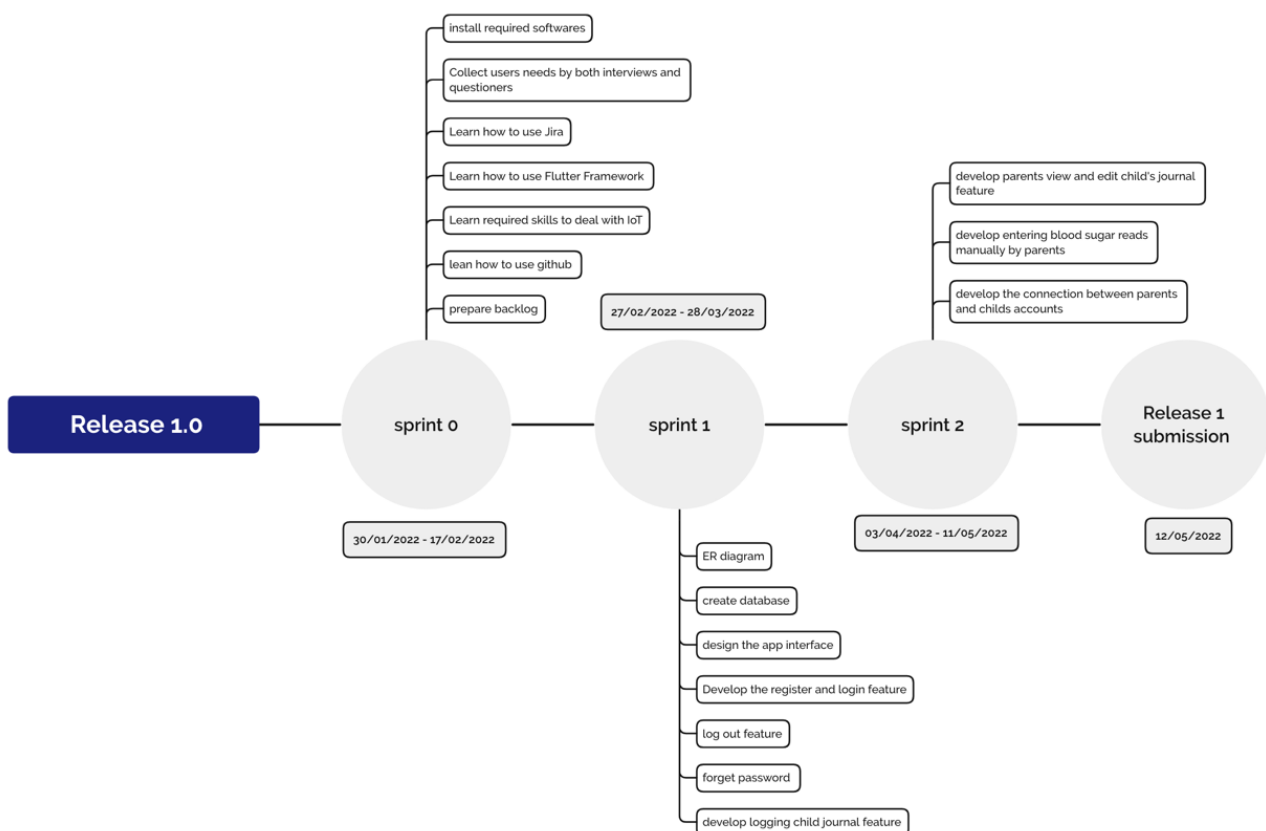 install required softwares
Collect users needs by both interviews and
questioners
Learn how to use Jira
Learn how to use Flutter Framework
Learn required skills to deal with IoT
lean how to use github
prepare backlog
27/02/2022 - 28/03/2022
develop parents view and edit child's journal
feature
develop entering blood sugar reads
manually by parents
develop the connection between parents
and childs accounts
Release 1.0
sprint 0
sprint 1
sprint 2
Release 1
submission
30/01/2022 - 17/02/2022
03/04/2022 - 11/05/2022
12/05/2022
ER diagram
create database
design the app interface
Develop the register and login feature
log out feature
forget password
develop logging child journal feature